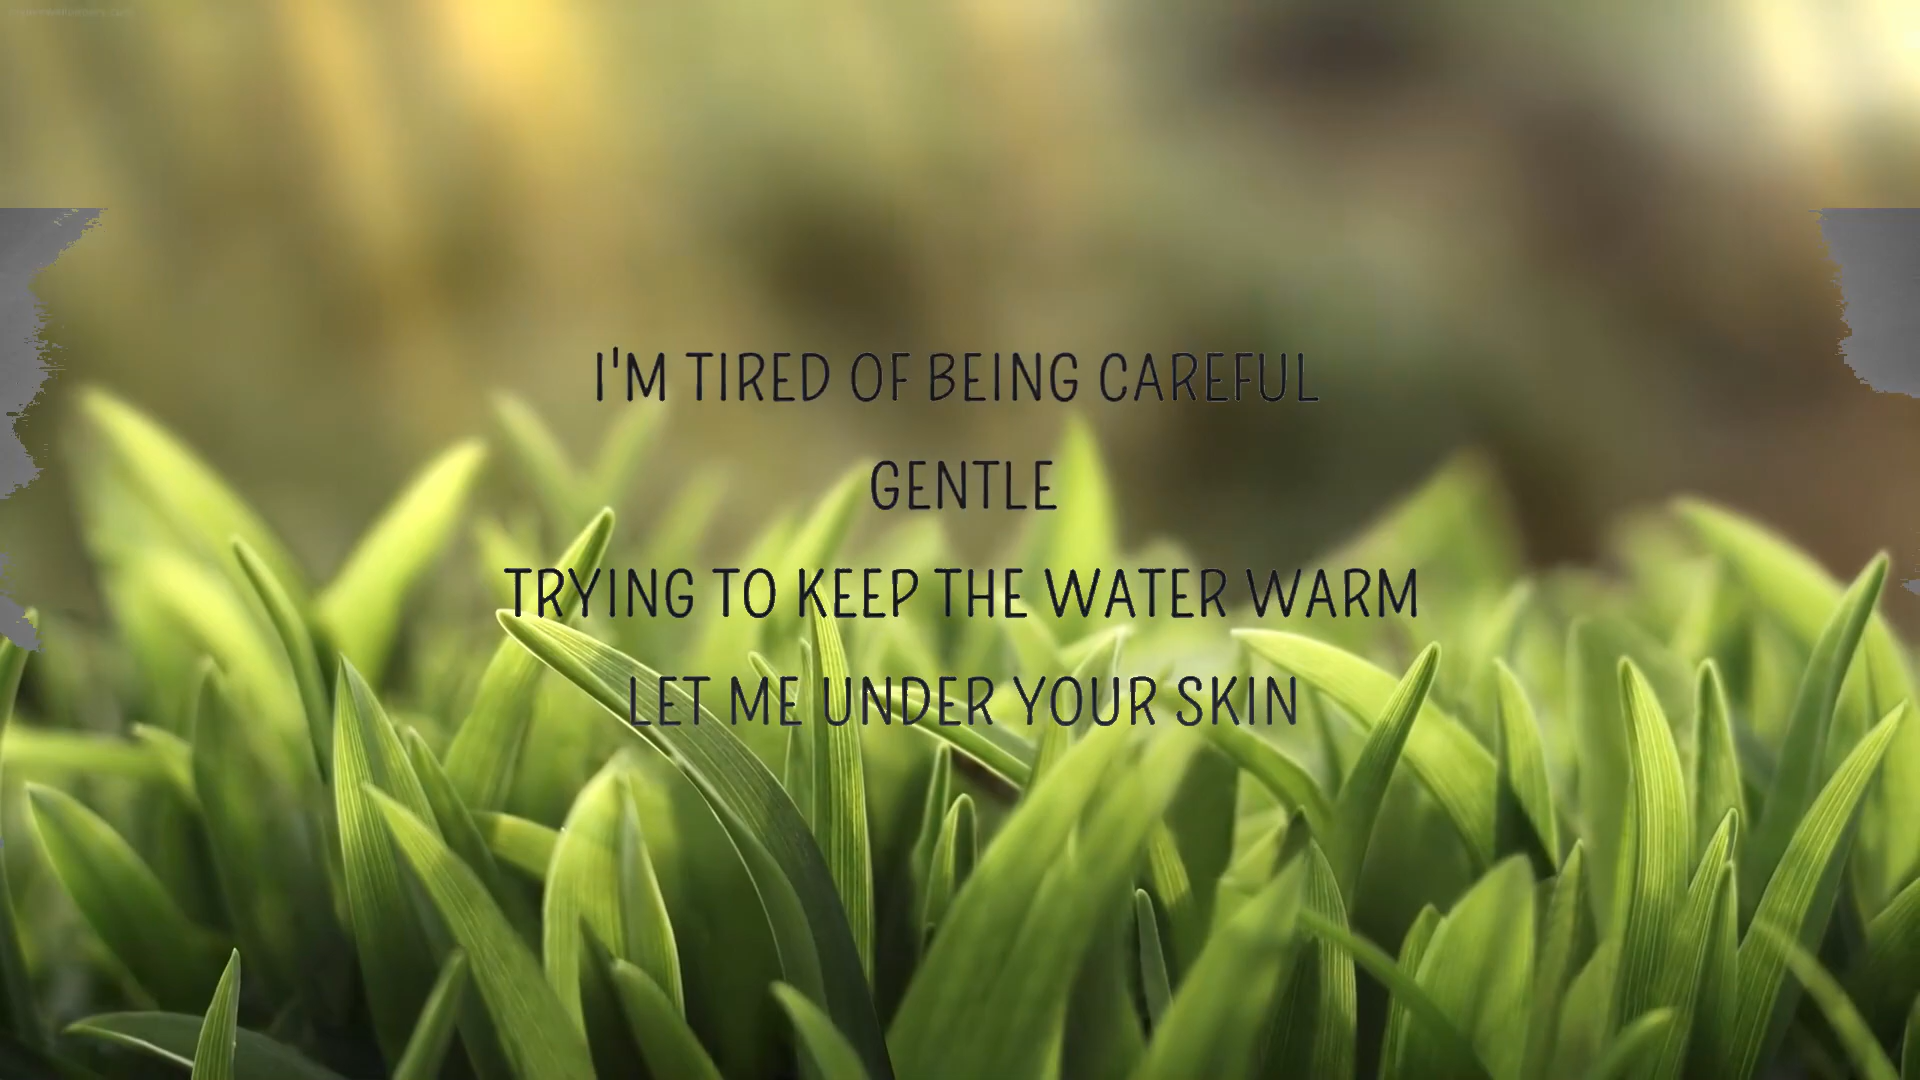 I'M TIRED OF BEING CAREFUL
GENTLE
TRYING TO KEEP THE WATER WARM
LET ME UNDER YOUR SKIN